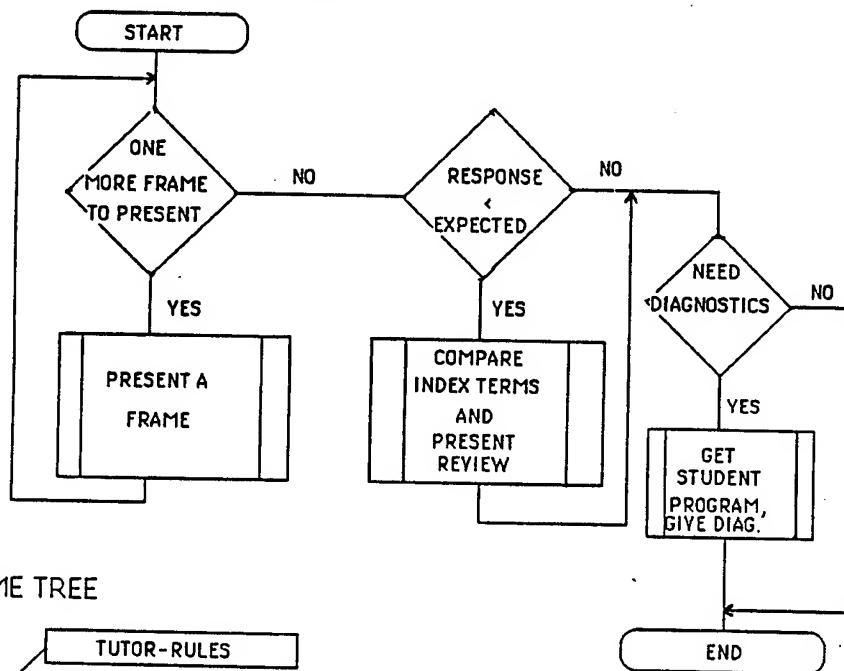 START
ONE
MORE FRAME
TO PRESENT
NO
YES
PRESENT A
FRAME
RESPONSE
<
EXPECTED
NO
YES
COMPARE
INDEX TERMS
AND
PRESENT
REVIEW
NEED
DIAGNOSTICS
NO
YES
GET
STUDENT
PROGRAM,
GIVE DIAG.
END
ME TREE
TUTOR-RULES